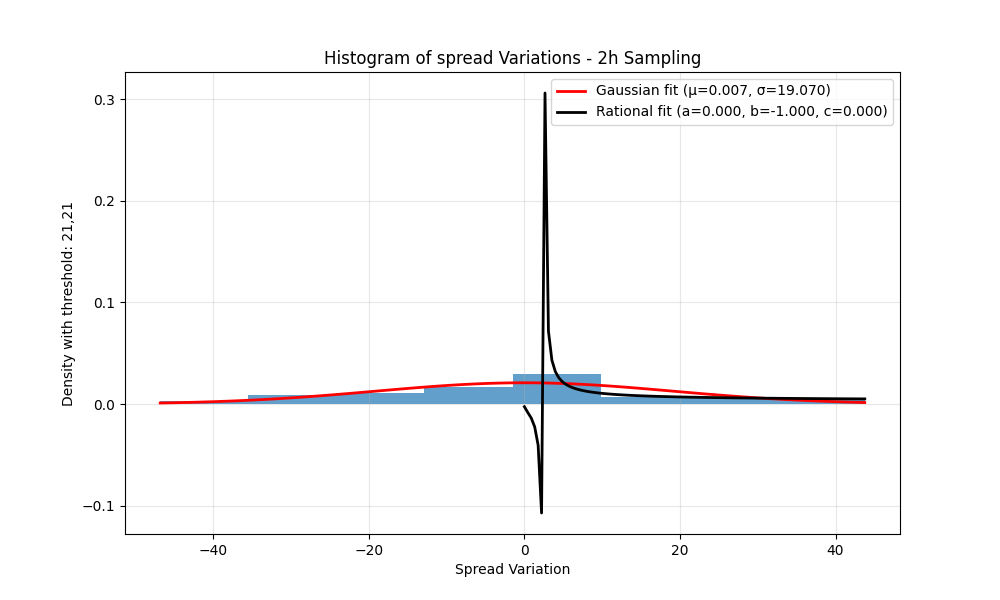 Histogram of spread Variations - 2h Sampling
Gaussian fit (μ=0.007, σ=19.070)
Rational fit (a=0.000, b=-1.000, c=0.000)
Density with threshold: 21,21
0.3
0.2
0.1
0.0
−0.1
−40
−20
0
20
40
Spread Variation